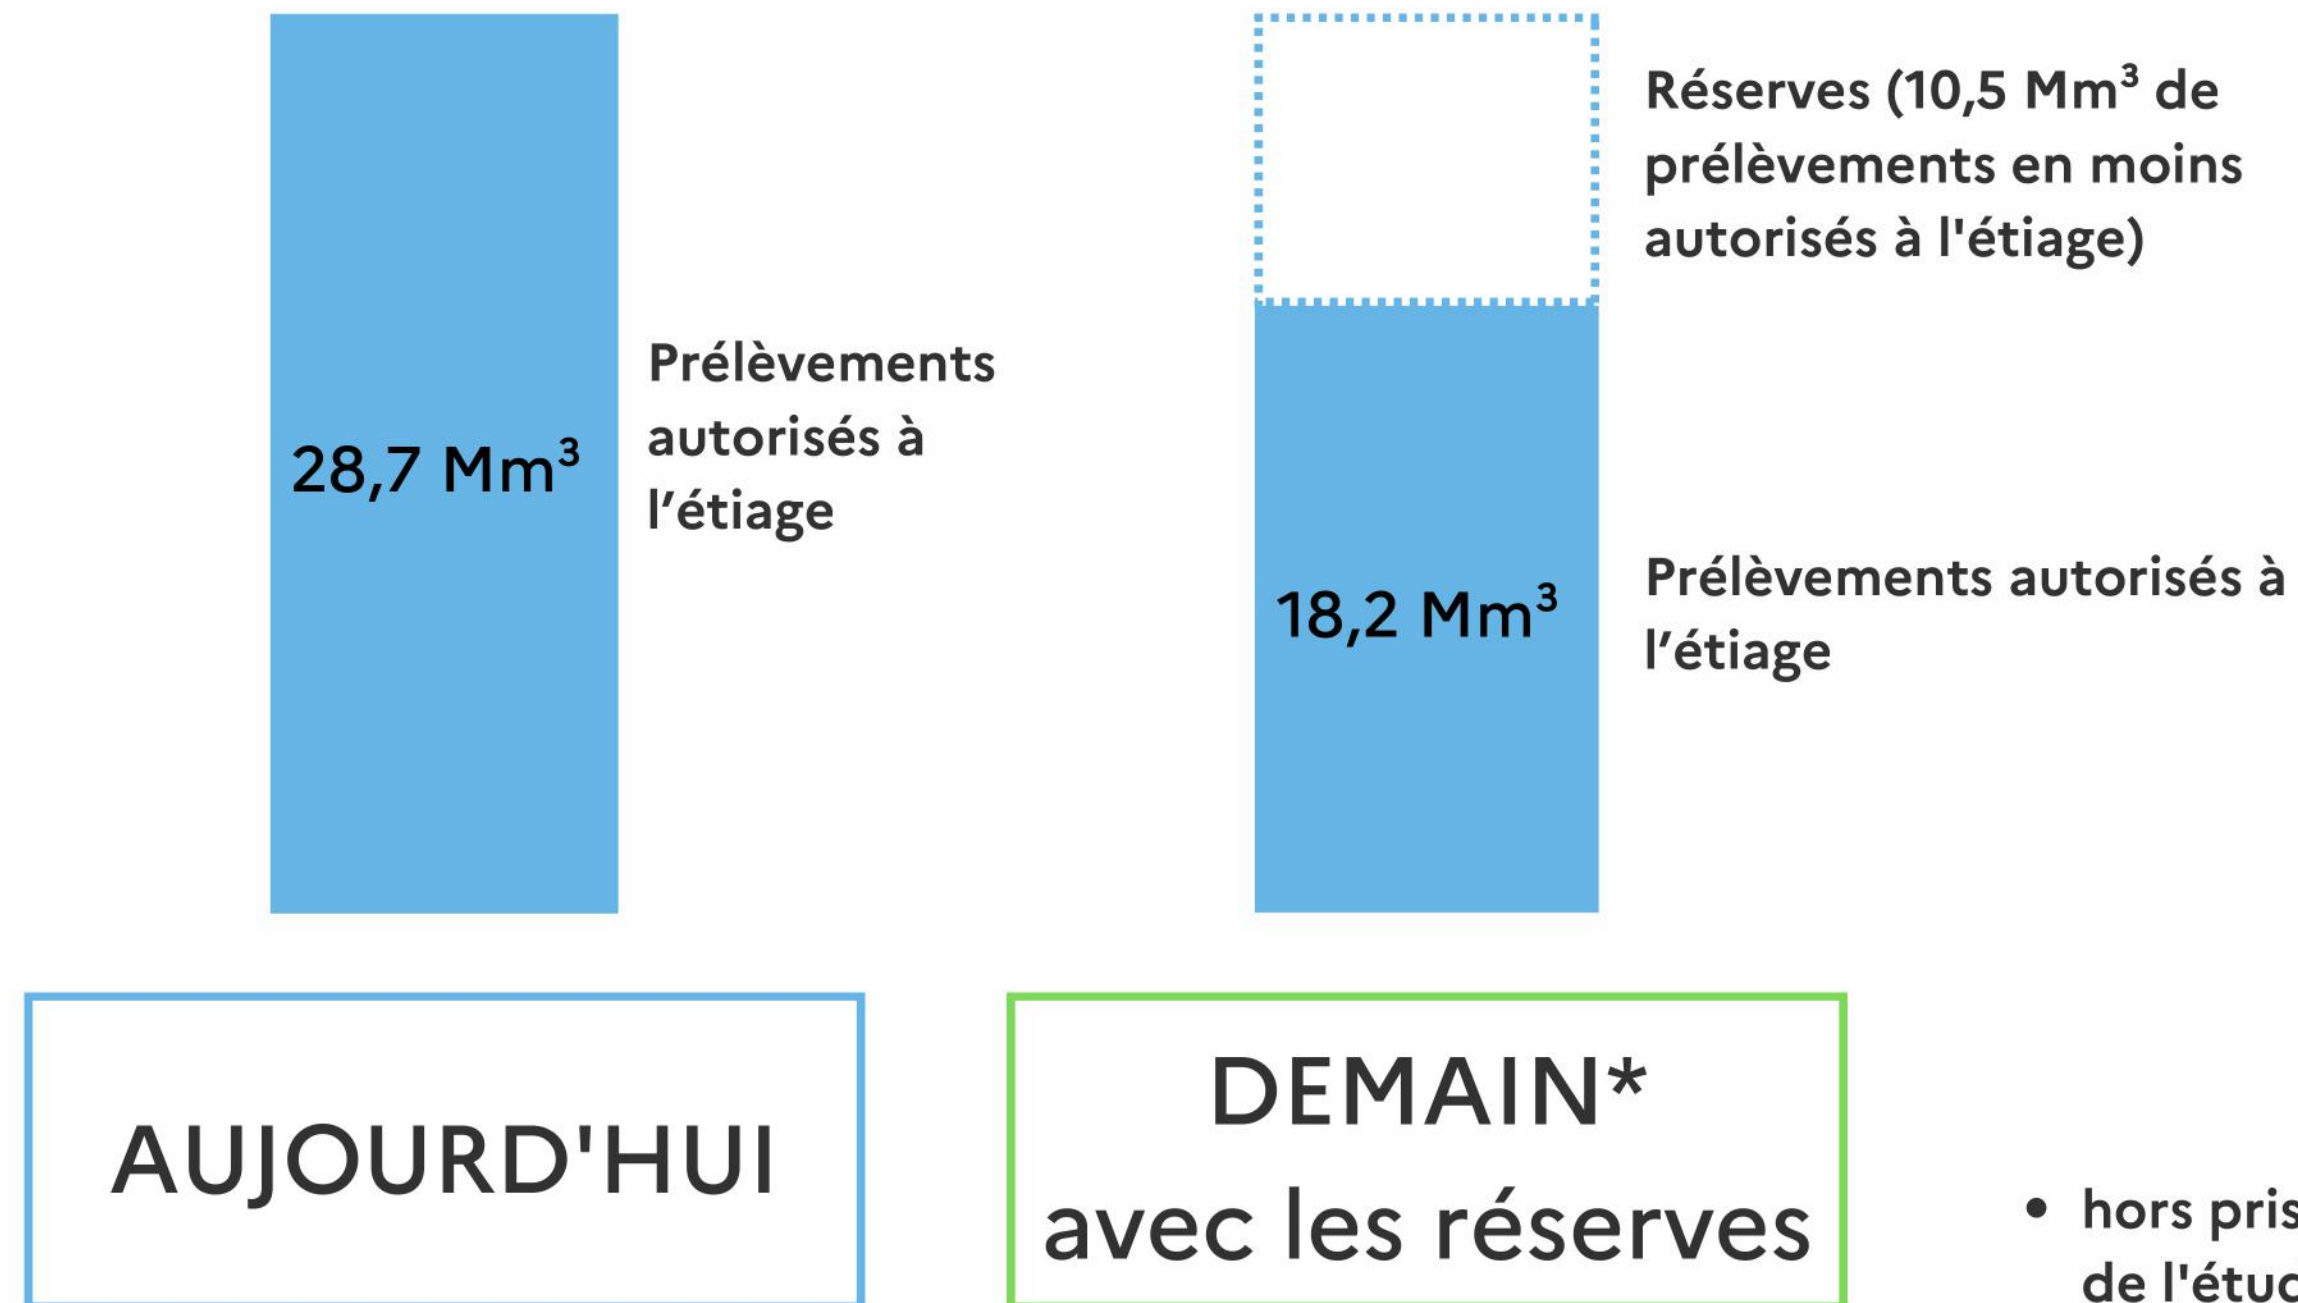 28,7 Mm³
Prélèvements
autorisés à
l’étiage
Réserves (10,5 Mm³ de
prélèvements en moins
autorisés à l'étiage)
18,2 Mm³
Prélèvements autorisés à
l’étiage
AUJOURD'HUI
DEMAIN*
avec les réserves
• hors
de